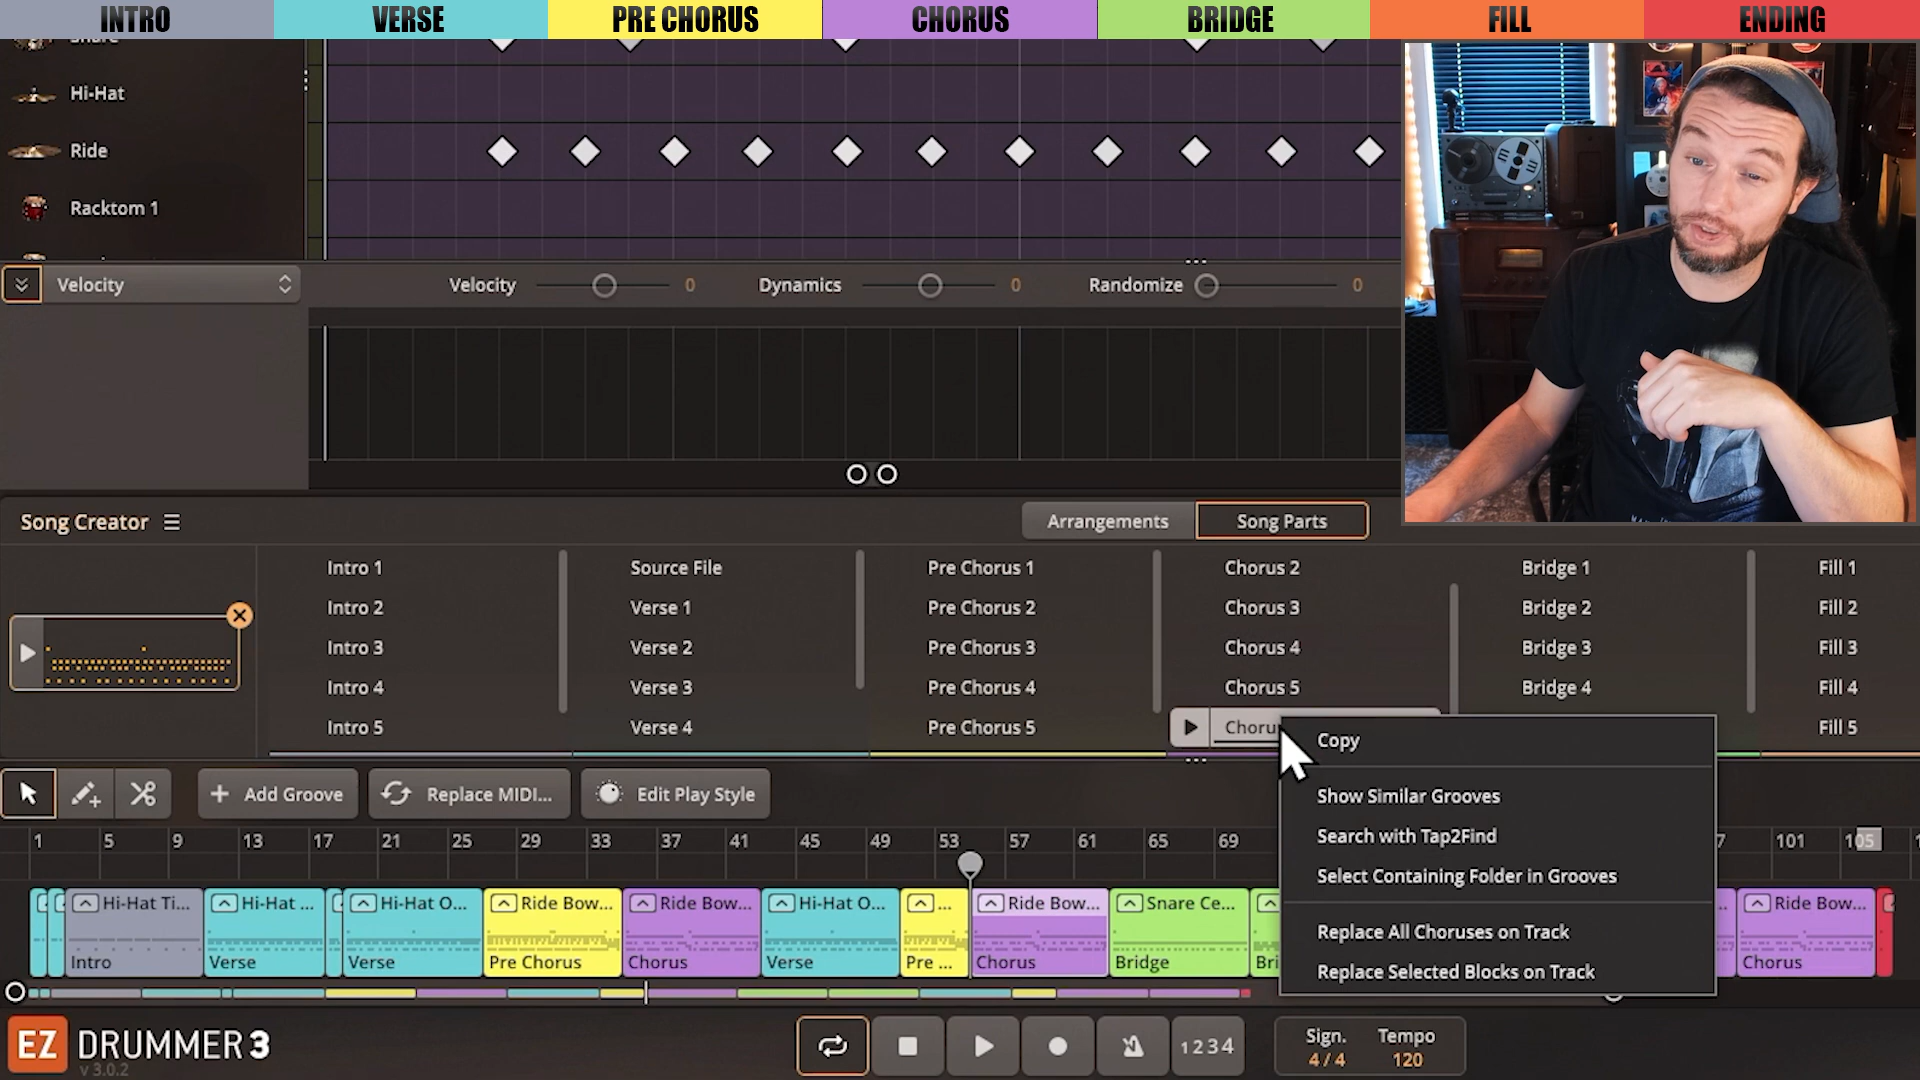 INTRO VERSE PRE CHORUS CHORUS BRIDGE FILL ENDING
Snare
Hi-Hat
Ride
Racktom 1
Velocity Velocity 0 Dynamics 0 Randomize 0
Song Creator Arrangements Song Parts
Intro 1 Source File Pre Chorus 1 Chorus 2 Bridge 1 Fill 1
Intro 2 Verse 1 Pre Chorus 2 Chorus 3 Bridge 2 Fill 2
Intro 3 Verse 2 Pre Chorus 3 Chorus 4 Bridge 3 Fill 3
Intro 4 Verse 3 Pre Chorus 4 Chorus 5 Bridge 4 Fill 4
Intro 5 Verse 4 Pre Chorus 5 Choru Fill 5
Copy
Show Similar Grooves
Search with Tap2Find
Select Containing Folder in Grooves
Replace All Choruses on Track
Replace Selected Blocks on Track
Add Groove Replace MIDI... Edit Play Style
1 5 9 13 17 21 25 29 33 37 41 45 49 53 57 61 65 69 7 101 105
Hi-Hat Ti... Hi-Hat ... Hi-Hat O... Ride Bow... Ride Bow... Hi-Hat O... ... Ride Bow... Snare Ce... Ride Bow...
Intro Verse Verse Pre Chorus Chorus Verse Pre ... Chorus Bridge Bri Chorus
EZ DRUMMER 3
v 3.0.2
1234
Sign. Tempo
4 / 4 120